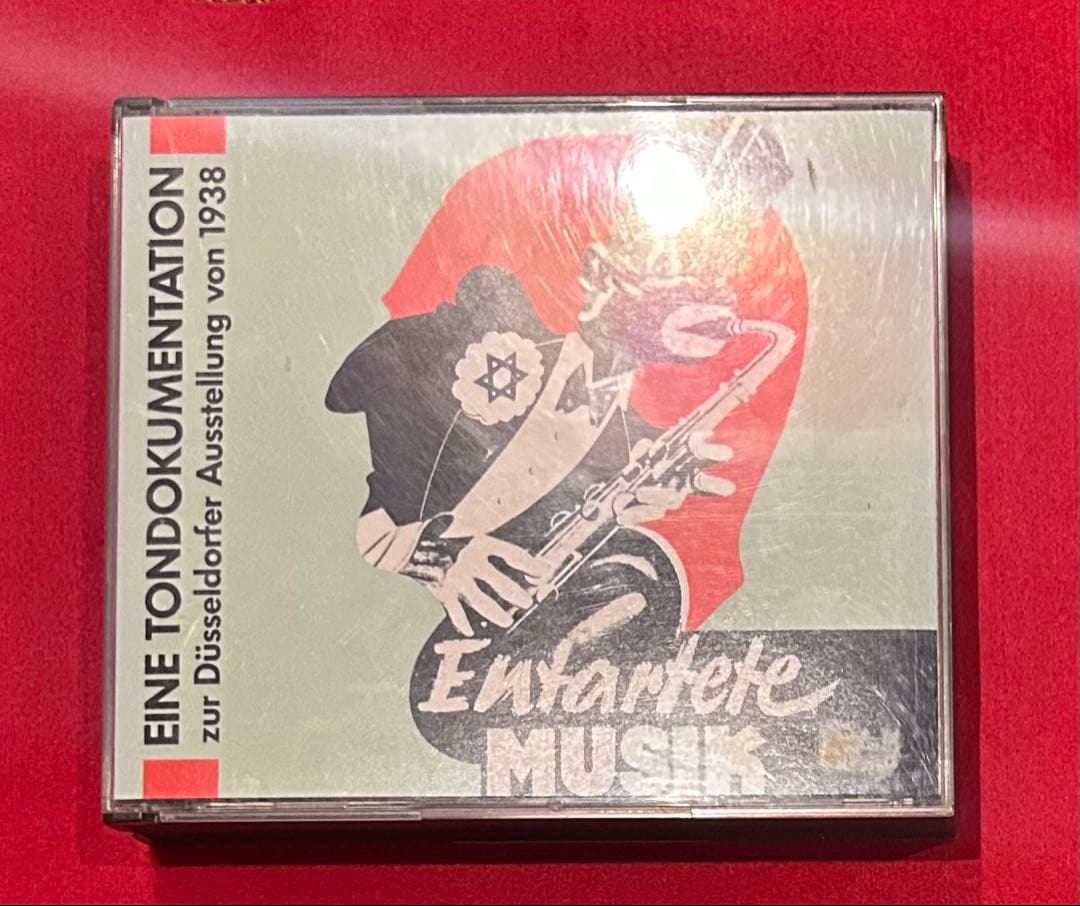 EINE TONDOKUMENTATION
zur Düsseldorfer Ausstellung von 1938
Entartete
MUSIK